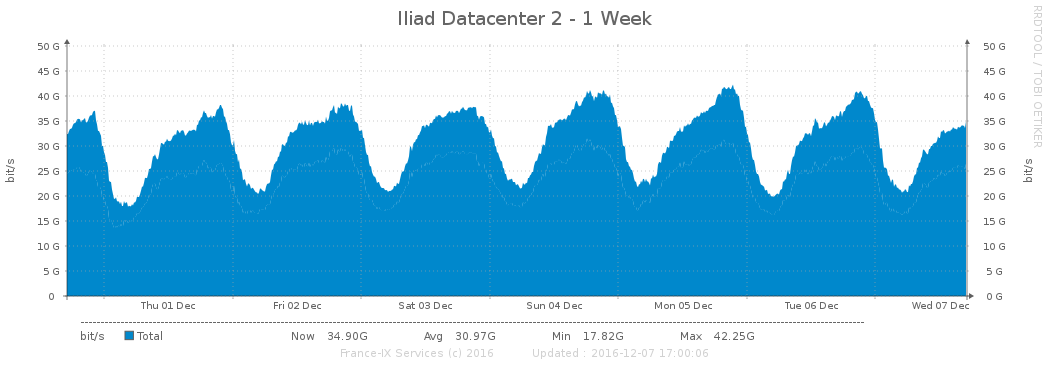 Iliad Datacenter 2 - 1 Week
RRDTOOL / TOBI OETIKER
bit/s
50 G 50 G
45 G 45 G
40 G 40 G
35 G 35 G
30 G 30 G
25 G 25 G
20 G 20 G
15 G 15 G
10 G 10 G
5 G 5 G
0 0 G
bit/s
Thu 01 Dec Fri 02 Dec Sat 03 Dec Sun 04 Dec Mon 05 Dec Tue 06 Dec Wed 07 Dec
bit/s Total Now 34.90G Avg 30.97G Min 17.82G Max 42.25G
France-IX Services (c) 2016 Updated : 2016-12-07 17:00:06